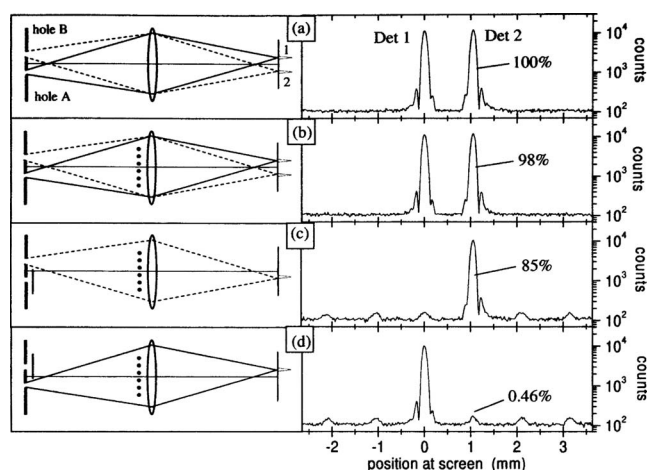 hole B
hole A
1
2
(a)
Det 1
Det 2
100%
10⁴
10³
10²
counts
(b)
98%
10⁴
10³
10²
counts
(c)
85%
10⁴
10³
10²
counts
(d)
0.46%
10⁴
10³
10²
counts
-2
-1
0
1
2
3
position at screen (mm)